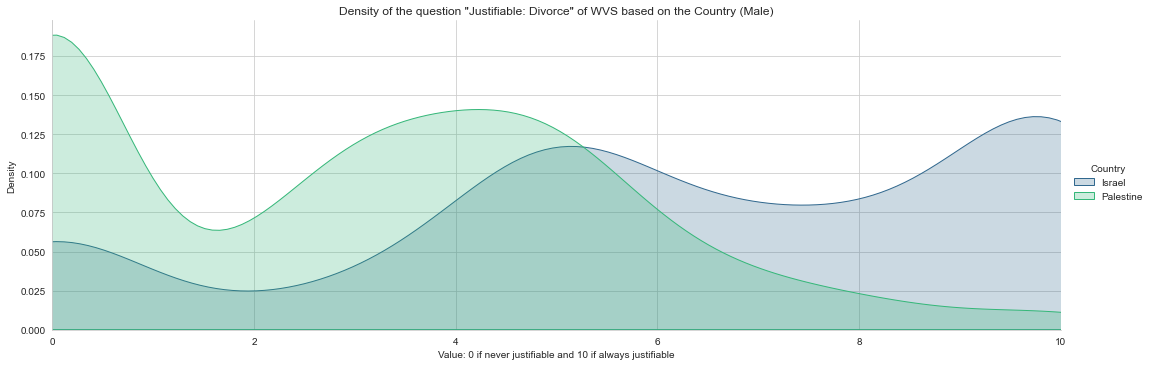 Density of the question "Justifiable: Divorce" of WVS based on the Country (Male)
0.175
0.150
0.125
0.100
0.075
0.050
0.025
0.000
Density
0
2
4
6
8
10
Value: 0 if never justifiable and 10 if always justifiable
Country
Israel
Palestine